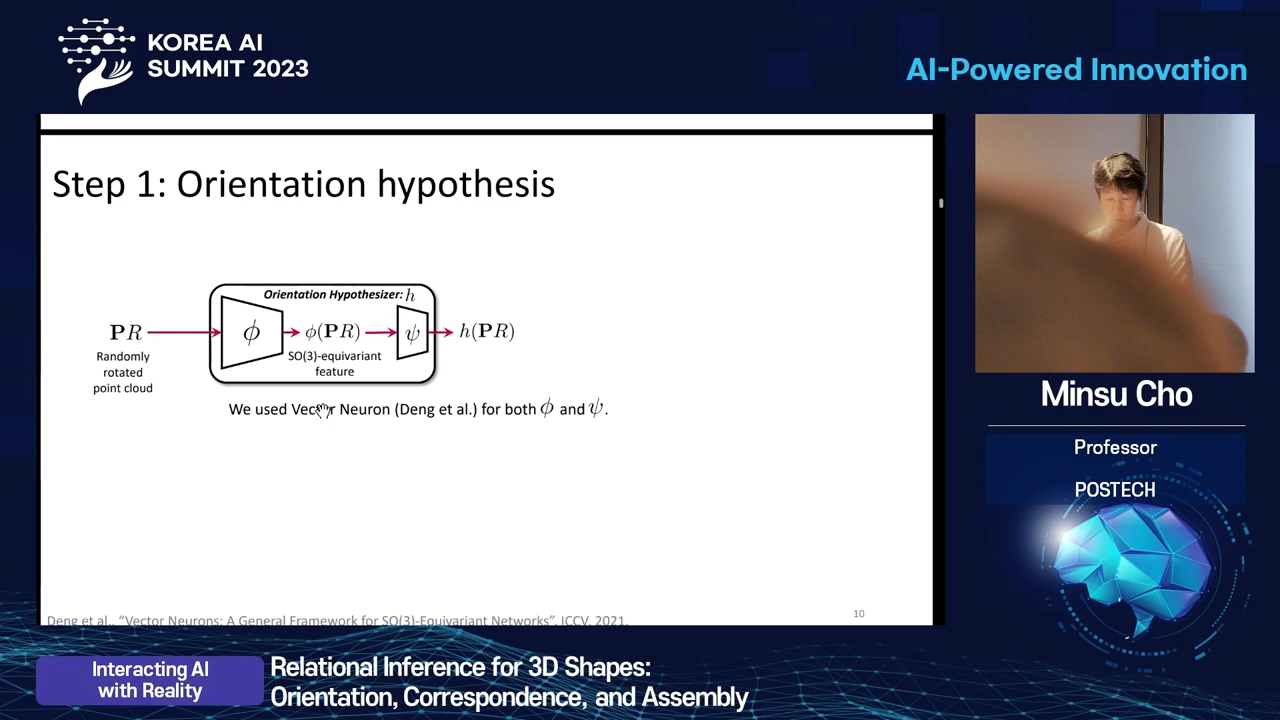 KOREA AI
SUMMIT 2023
AI-Powered Innovation
Step 1: Orientation hypothesis
Orientation Hypothesizer: h
PR
ϕ
ϕ(PR)
ψ
h(PR)
Randomly
rotated
point cloud
SO(3)-equivariant
feature
We used Vector Neuron (Deng et al.) for both ϕ and ψ.
Deng et al., "Vector Neurons: A General Framework for SO(3)-Equivariant Networks", ICCV, 2021.
10
Minsu Cho
Professor
POSTECH
Interacting AI
with Reality
Relational Inference for 3D Shapes:
Orientation, Correspondence, and Assembly